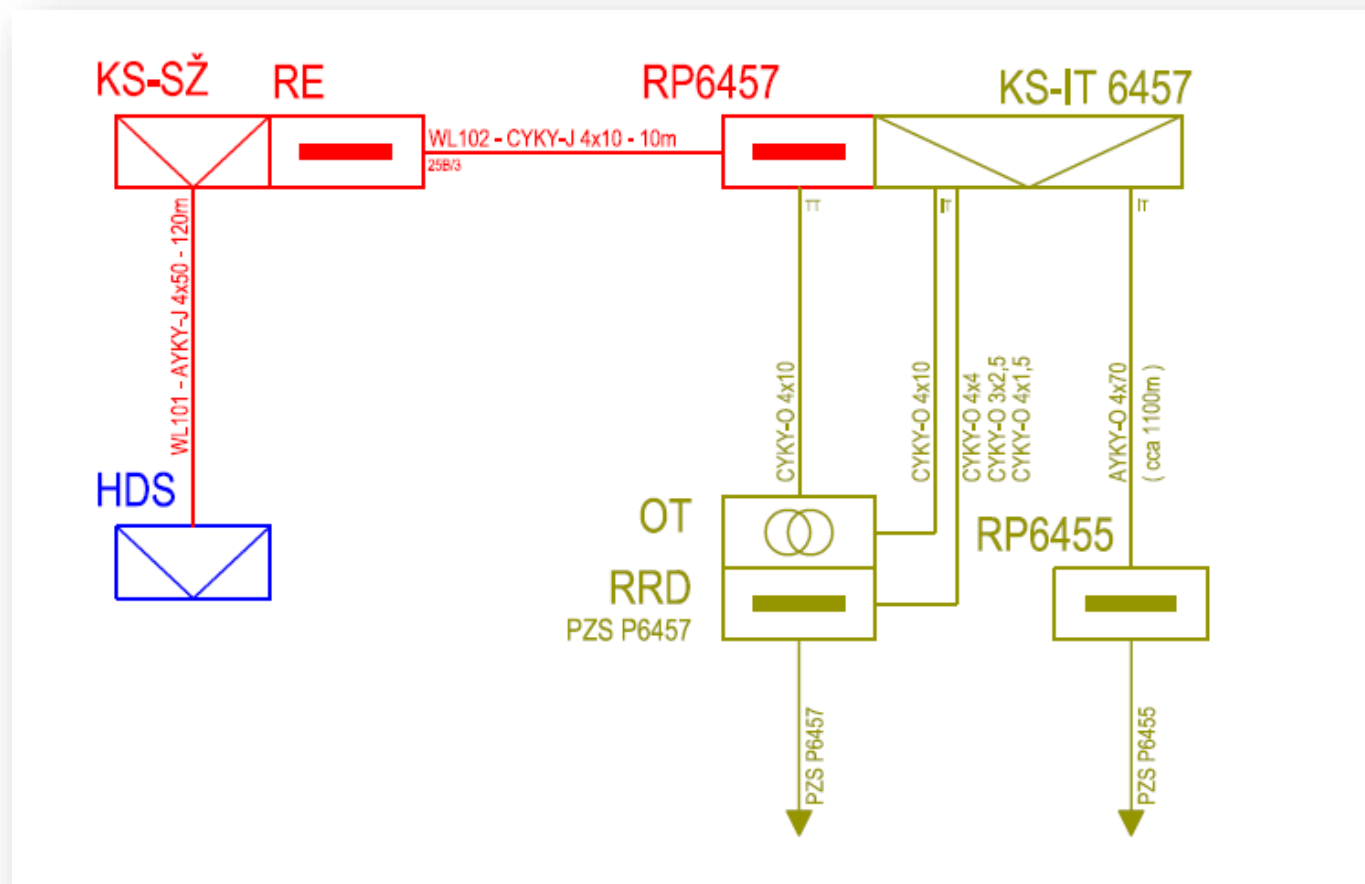 KS-SŽ
RE
RP6457
KS-IT 6457
WL102 - CYKY-J 4x10 - 10m
25B/3
TT
IT
IT
WL101 - AYKY-J 4x50 - 120m
CYKY-O 4x10
CYKY-O 4x10
CYKY-O 4x4
CYKY-O 3x2,5
CYKY-O 4x1,5
AYKY-O 4x70
( cca 1100m )
HDS
OT
RP6455
RRD
PZS P6457
PZS P6457
PZS P6455